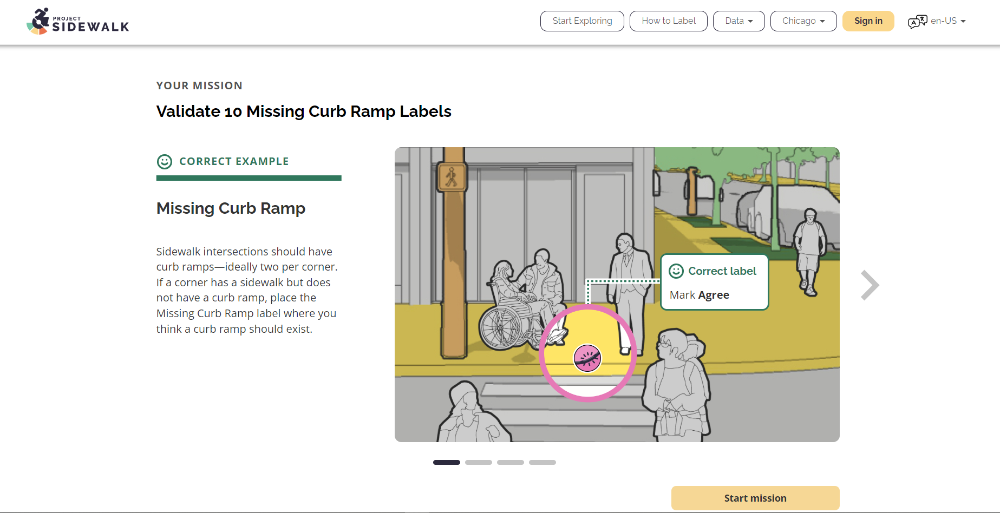 PROJECT
SIDEWALK
Start Exploring
How to Label
Data
Chicago
Sign in
en-US
YOUR MISSION
Validate 10 Missing Curb Ramp Labels
CORRECT EXAMPLE
Missing Curb Ramp
Sidewalk intersections should have
curb ramps—ideally two per corner.
If a corner has a sidewalk but does
not have a curb ramp, place the
Missing Curb Ramp label where you
think a curb ramp should exist.
Correct label
Mark Agree
Start mission